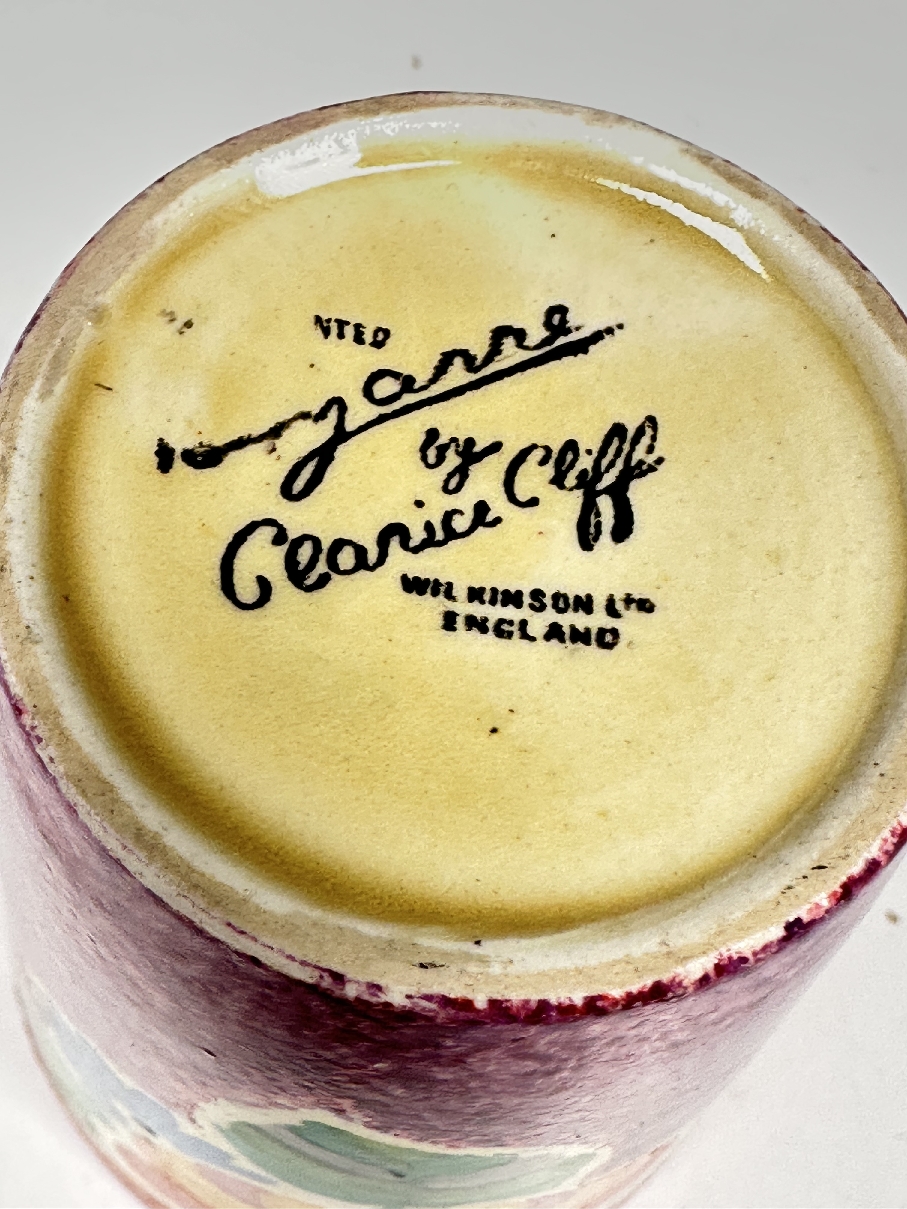 NTED
Bizarre
by
Clarice Cliff
WILKINSON LTD
ENGLAND